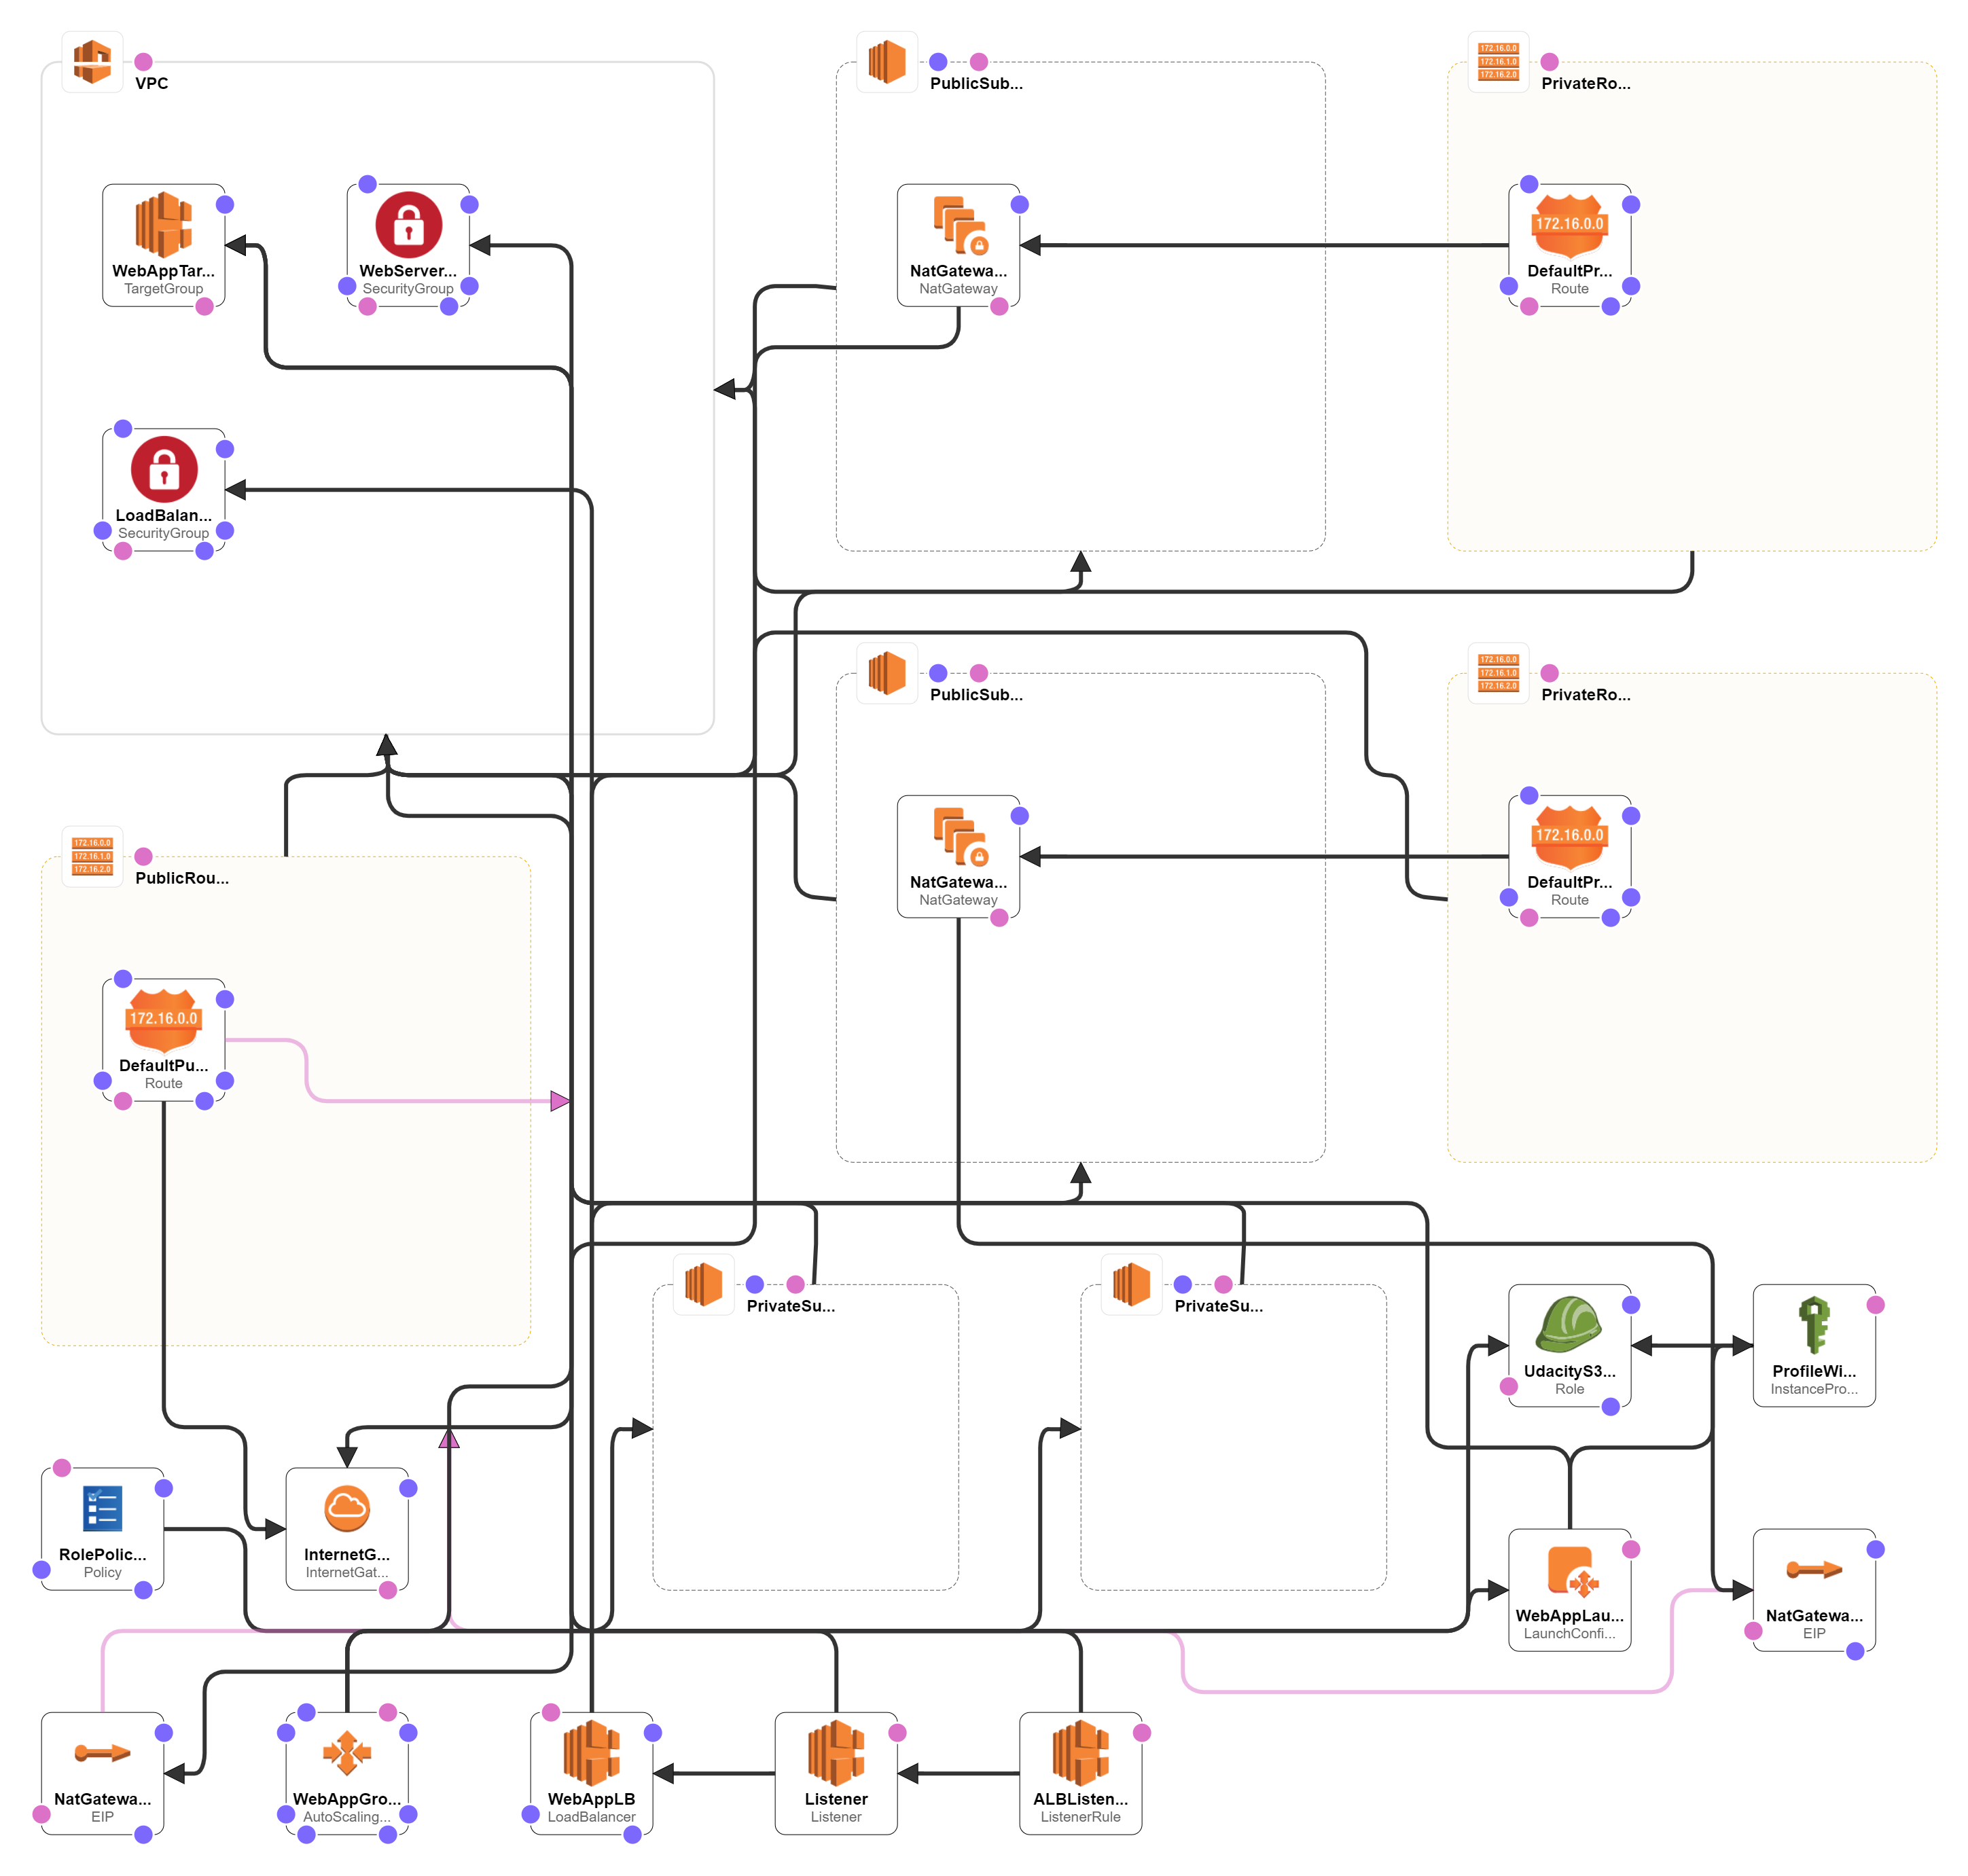 VPC
PublicSub...
172.16.0.0
172.16.1.0
172.16.2.0
PrivateRo...
WebAppTar...
TargetGroup
WebServer...
SecurityGroup
NatGatewa...
NatGateway
172.16.0.0
DefaultPr...
Route
LoadBalan...
SecurityGroup
PublicSub...
172.16.0.0
172.16.1.0
172.16.2.0
PrivateRo...
172.16.0.0
172.16.1.0
172.16.2.0
PublicRou...
NatGatewa...
NatGateway
172.16.0.0
DefaultPr...
Route
172.16.0.0
DefaultPu...
Route
PrivateSu...
PrivateSu...
UdacityS3...
Role
ProfileWi...
InstancePro...
RolePolic...
Policy
InternetG...
InternetGat...
WebAppLau...
LaunchConfi...
NatGatewa...
EIP
NatGatewa...
EIP
WebAppGro...
AutoScaling...
WebAppLB
LoadBalancer
Listener
Listener
ALBListen...
ListenerRule